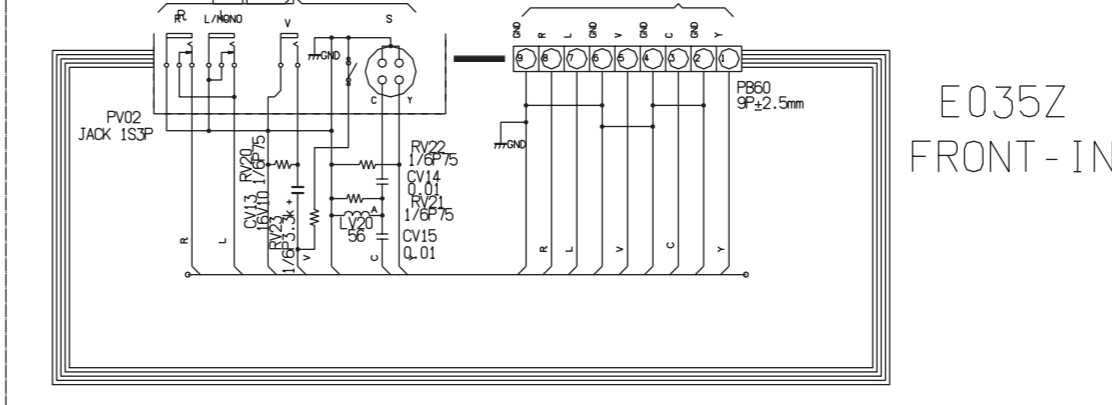 R
L/MONO
V
S
GND
C
Y
PV02
JACK 1S3P
RV20
1/6P75
CV13
16V10
+
RV23
1/6P3.3k
RV22
1/6P75
CV14
0.01
RV21
1/6P75
LV20
56
A
CV15
0.01
R
L
V
C
GND
R
L
GND
V
GND
C
GND
Y
9
8
7
6
5
4
3
2
1
PB60
9P±2.5mm
GND
R
L
V
C
Y
E035Z
FRONT-IN